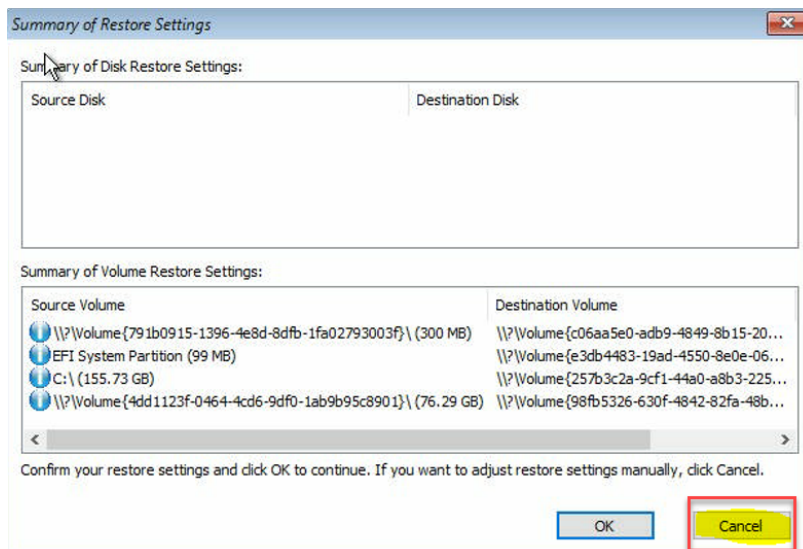 Summary of Restore Settings
Summary of Disk Restore Settings:
Source Disk Destination Disk
Summary of Volume Restore Settings:
Source Volume Destination Volume
\\?\Volume{791b0915-1396-4e8d-8dfb-1fa02793003f}\ (300 MB) \\?\Volume{c06aa5e0-adb9-4849-8b15-20...
EFI System Partition (99 MB) \\?\Volume{e3db4483-19ad-4550-8e0e-06...
C:\ (155.73 GB) \\?\Volume{257b3c2a-9cf1-44a0-a8b3-225...
\\?\Volume{4dd1123f-0464-4cd6-9df0-1ab9b95c8901}\ (76.29 GB) \\?\Volume{98fb5326-630f-4842-82fa-48b...
Confirm your restore settings and click OK to continue. If you want to adjust restore settings manually, click Cancel.
OK Cancel